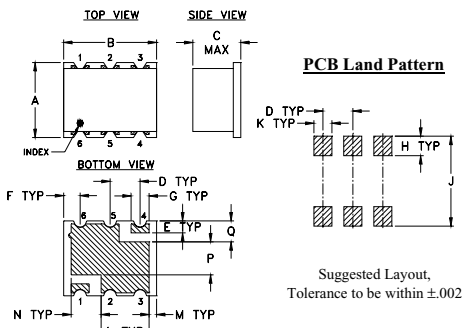 TOP VIEW
SIDE VIEW
B
C
MAX
1 2 3
A
INDEX
6 5 4
PCB Land Pattern
D TYP
K TYP
H TYP
J
BOTTOM VIEW
D TYP
F TYP
G TYP
E TYP
6 5 4
Q
P
1 2 3
N TYP
M TYP
Suggested Layout,
Tolerance to be within ±.002